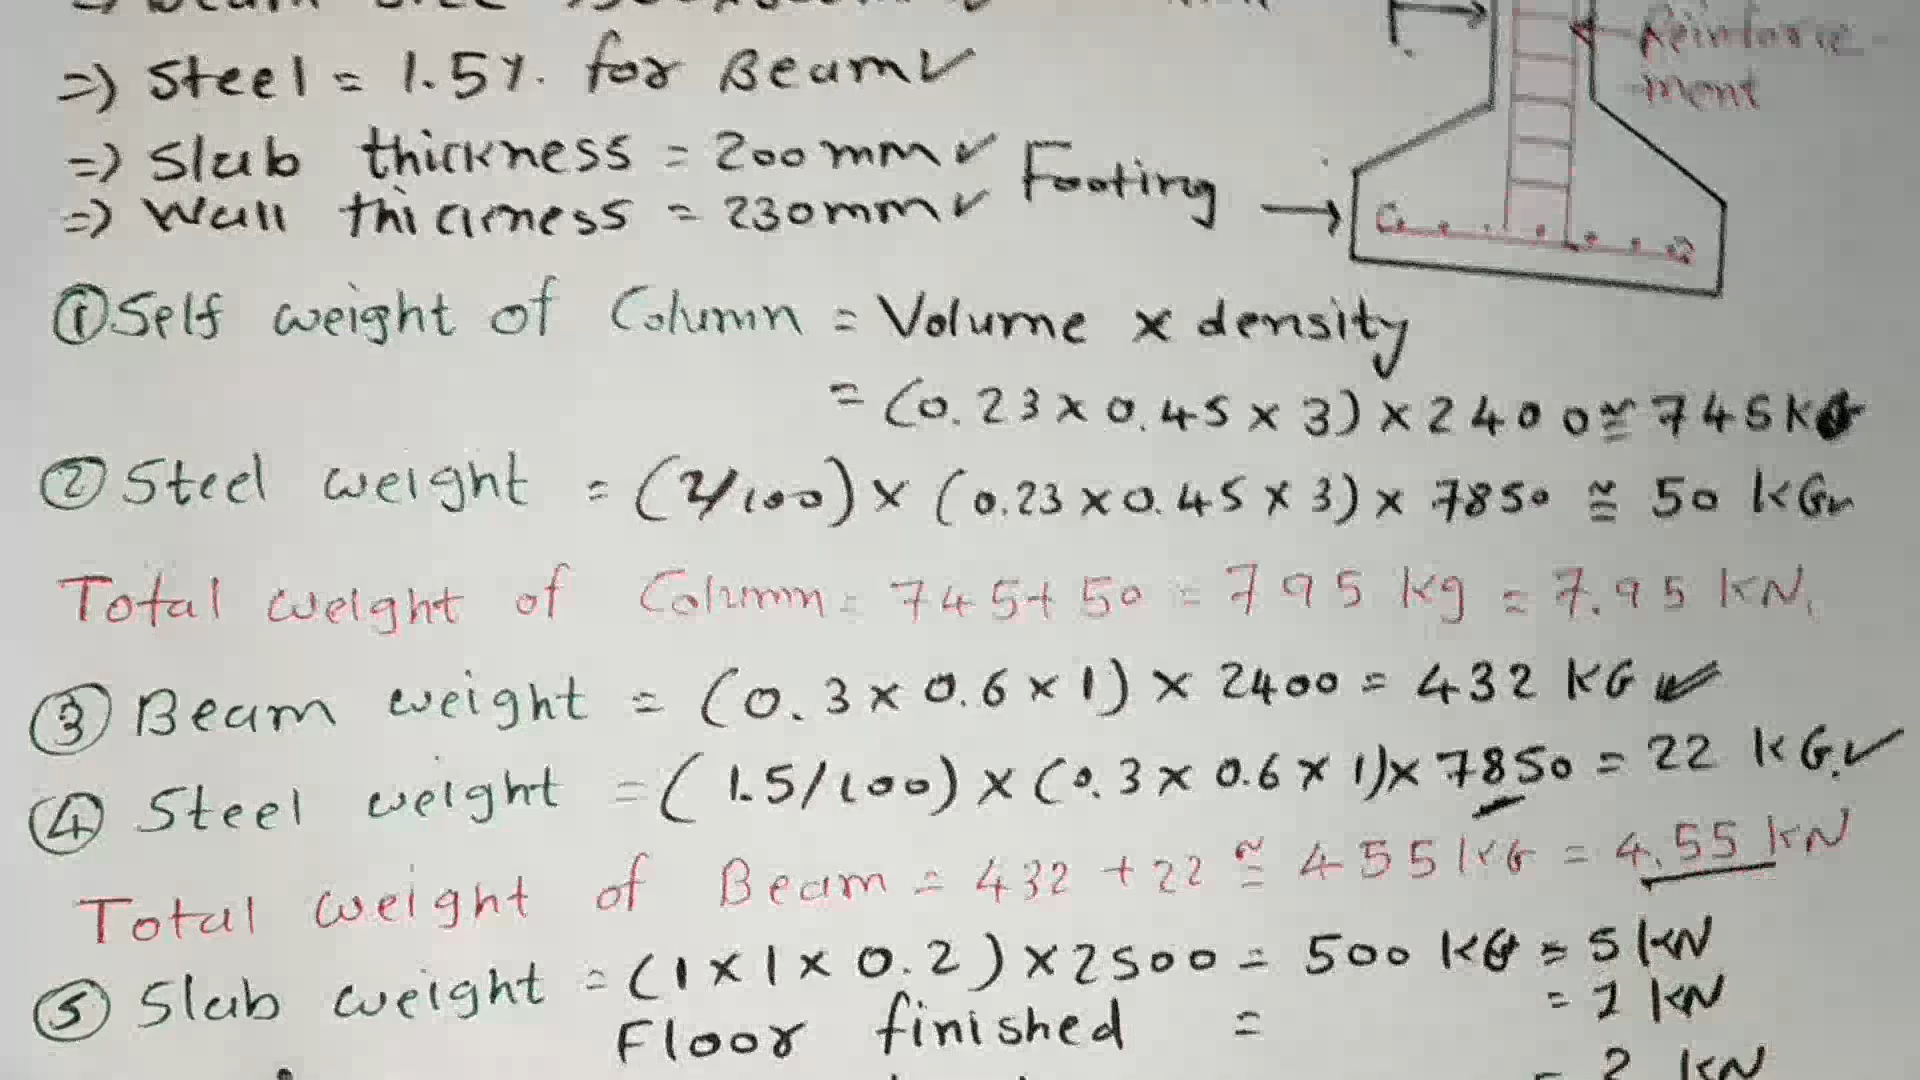 =) Steel = 1.5%. for Beam✓
=) Slab thickness = 200mm✓
=) Wall thickness = 230mm✓
Footing →
Reinforce
ment
① Self weight of Column = Volume x density
= (0.23 x 0.45 x 3) x 2400 ≅ 745 KG
② Steel weight = (2/100) x (0.23 x 0.45 x 3) x 7850 ≅ 50 KG
Total weight of Column = 745 + 50 = 795 kg = 7.95 KN
③ Beam weight = (0.3 x 0.6 x 1) x 2400 = 432 KG ✓
④ Steel weight = (1.5/100) x (0.3 x 0.6 x 1) x 7850 = 22 KG.✓
Total weight of Beam = 432 + 22 ≅ 455 KG = 4.55 KN
⑤ Slab weight = (1 x 1 x 0.2) x 2500 = 500 KG = 5 KN
Floor finished = = 1 KN
= 2 KN